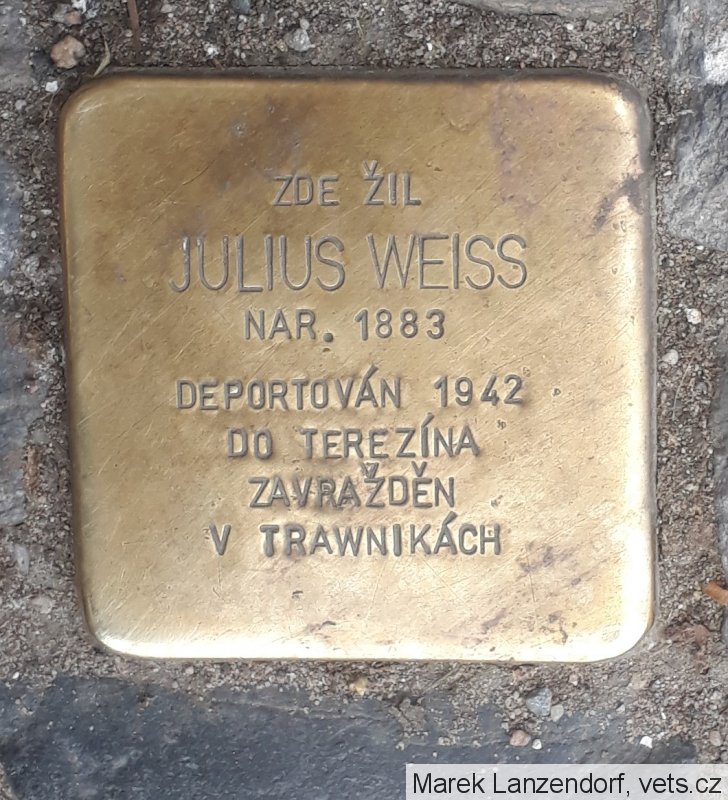 ZDE ŽIL
JULIUS WEISS
NAR. 1883
DEPORTOVÁN 1942
DO TEREZÍNA
ZAVRAŽDĚN
V TRAWNIKÁCH
Marek Lanzendorf, vets.cz